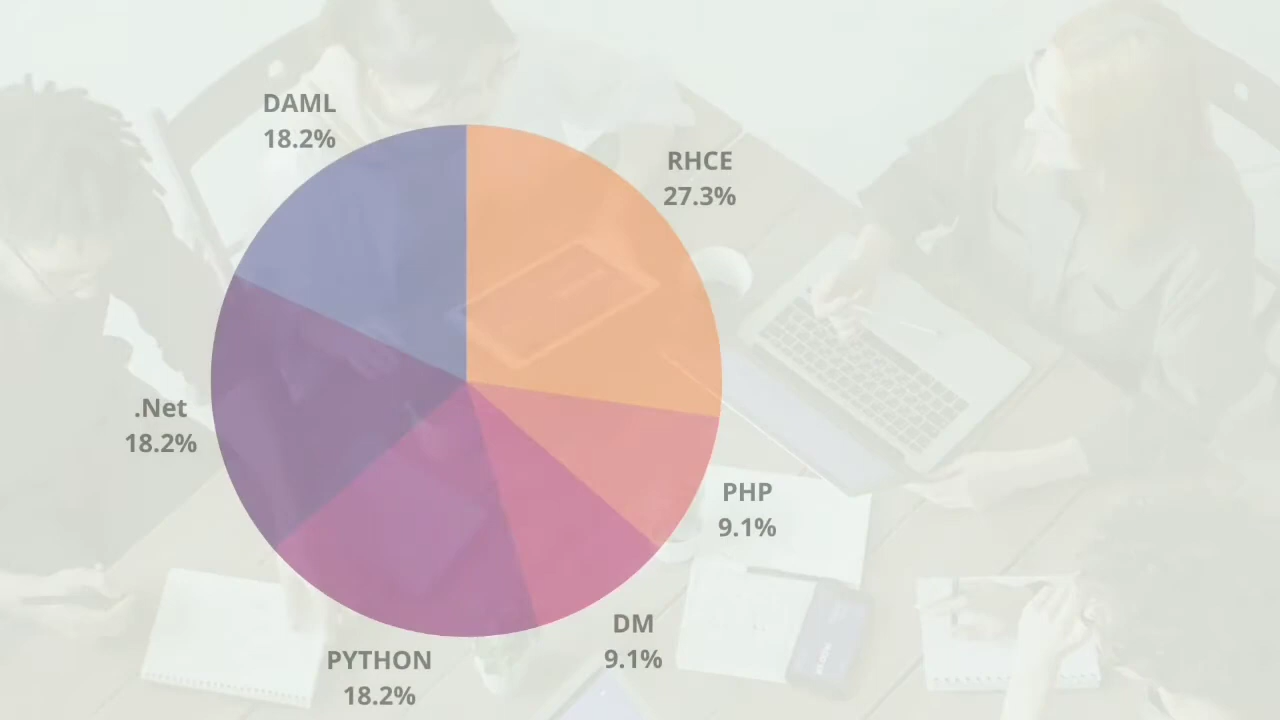 DAML
18.2%
RHCE
27.3%
.Net
18.2%
PHP
9.1%
DM
9.1%
PYTHON
18.2%